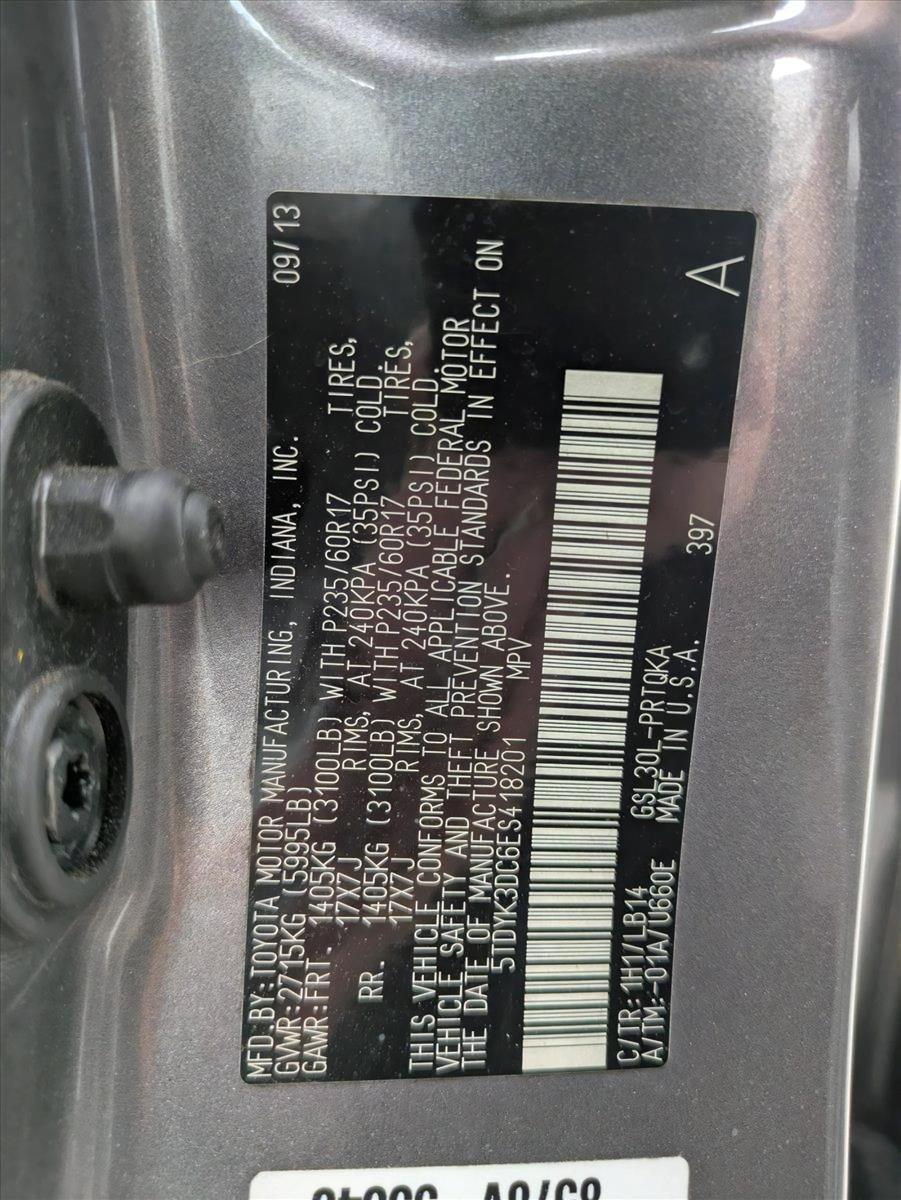 MFD BY:TOYOTA MOTOR MANUFACTURING, INDIANA, INC. 09/13
GVWR:2715KG (5995LB)
GAWR:FRT. 1405KG (3100LB) WITH P235/60R17 TIRES,
17X7J RIMS, AT 240KPA (35PSI) COLD.
RR. 1405KG (3100LB) WITH P235/60R17 TIRES,
17X7J RIMS, AT 240KPA (35PSI) COLD.
THIS VEHICLE CONFORMS TO ALL APPLICABLE FEDERAL MOTOR
VEHICLE SAFETY AND THEFT PREVENTION STANDARDS IN EFFECT ON
THE DATE OF MANUFACTURE SHOWN ABOVE.
5TDYK3DC6ES418201 MPV
C/TR:1H1/LB14 GSL30L-PRTQKA 397 A
A/TM:-01A/U660E MADE IN U.S.A.